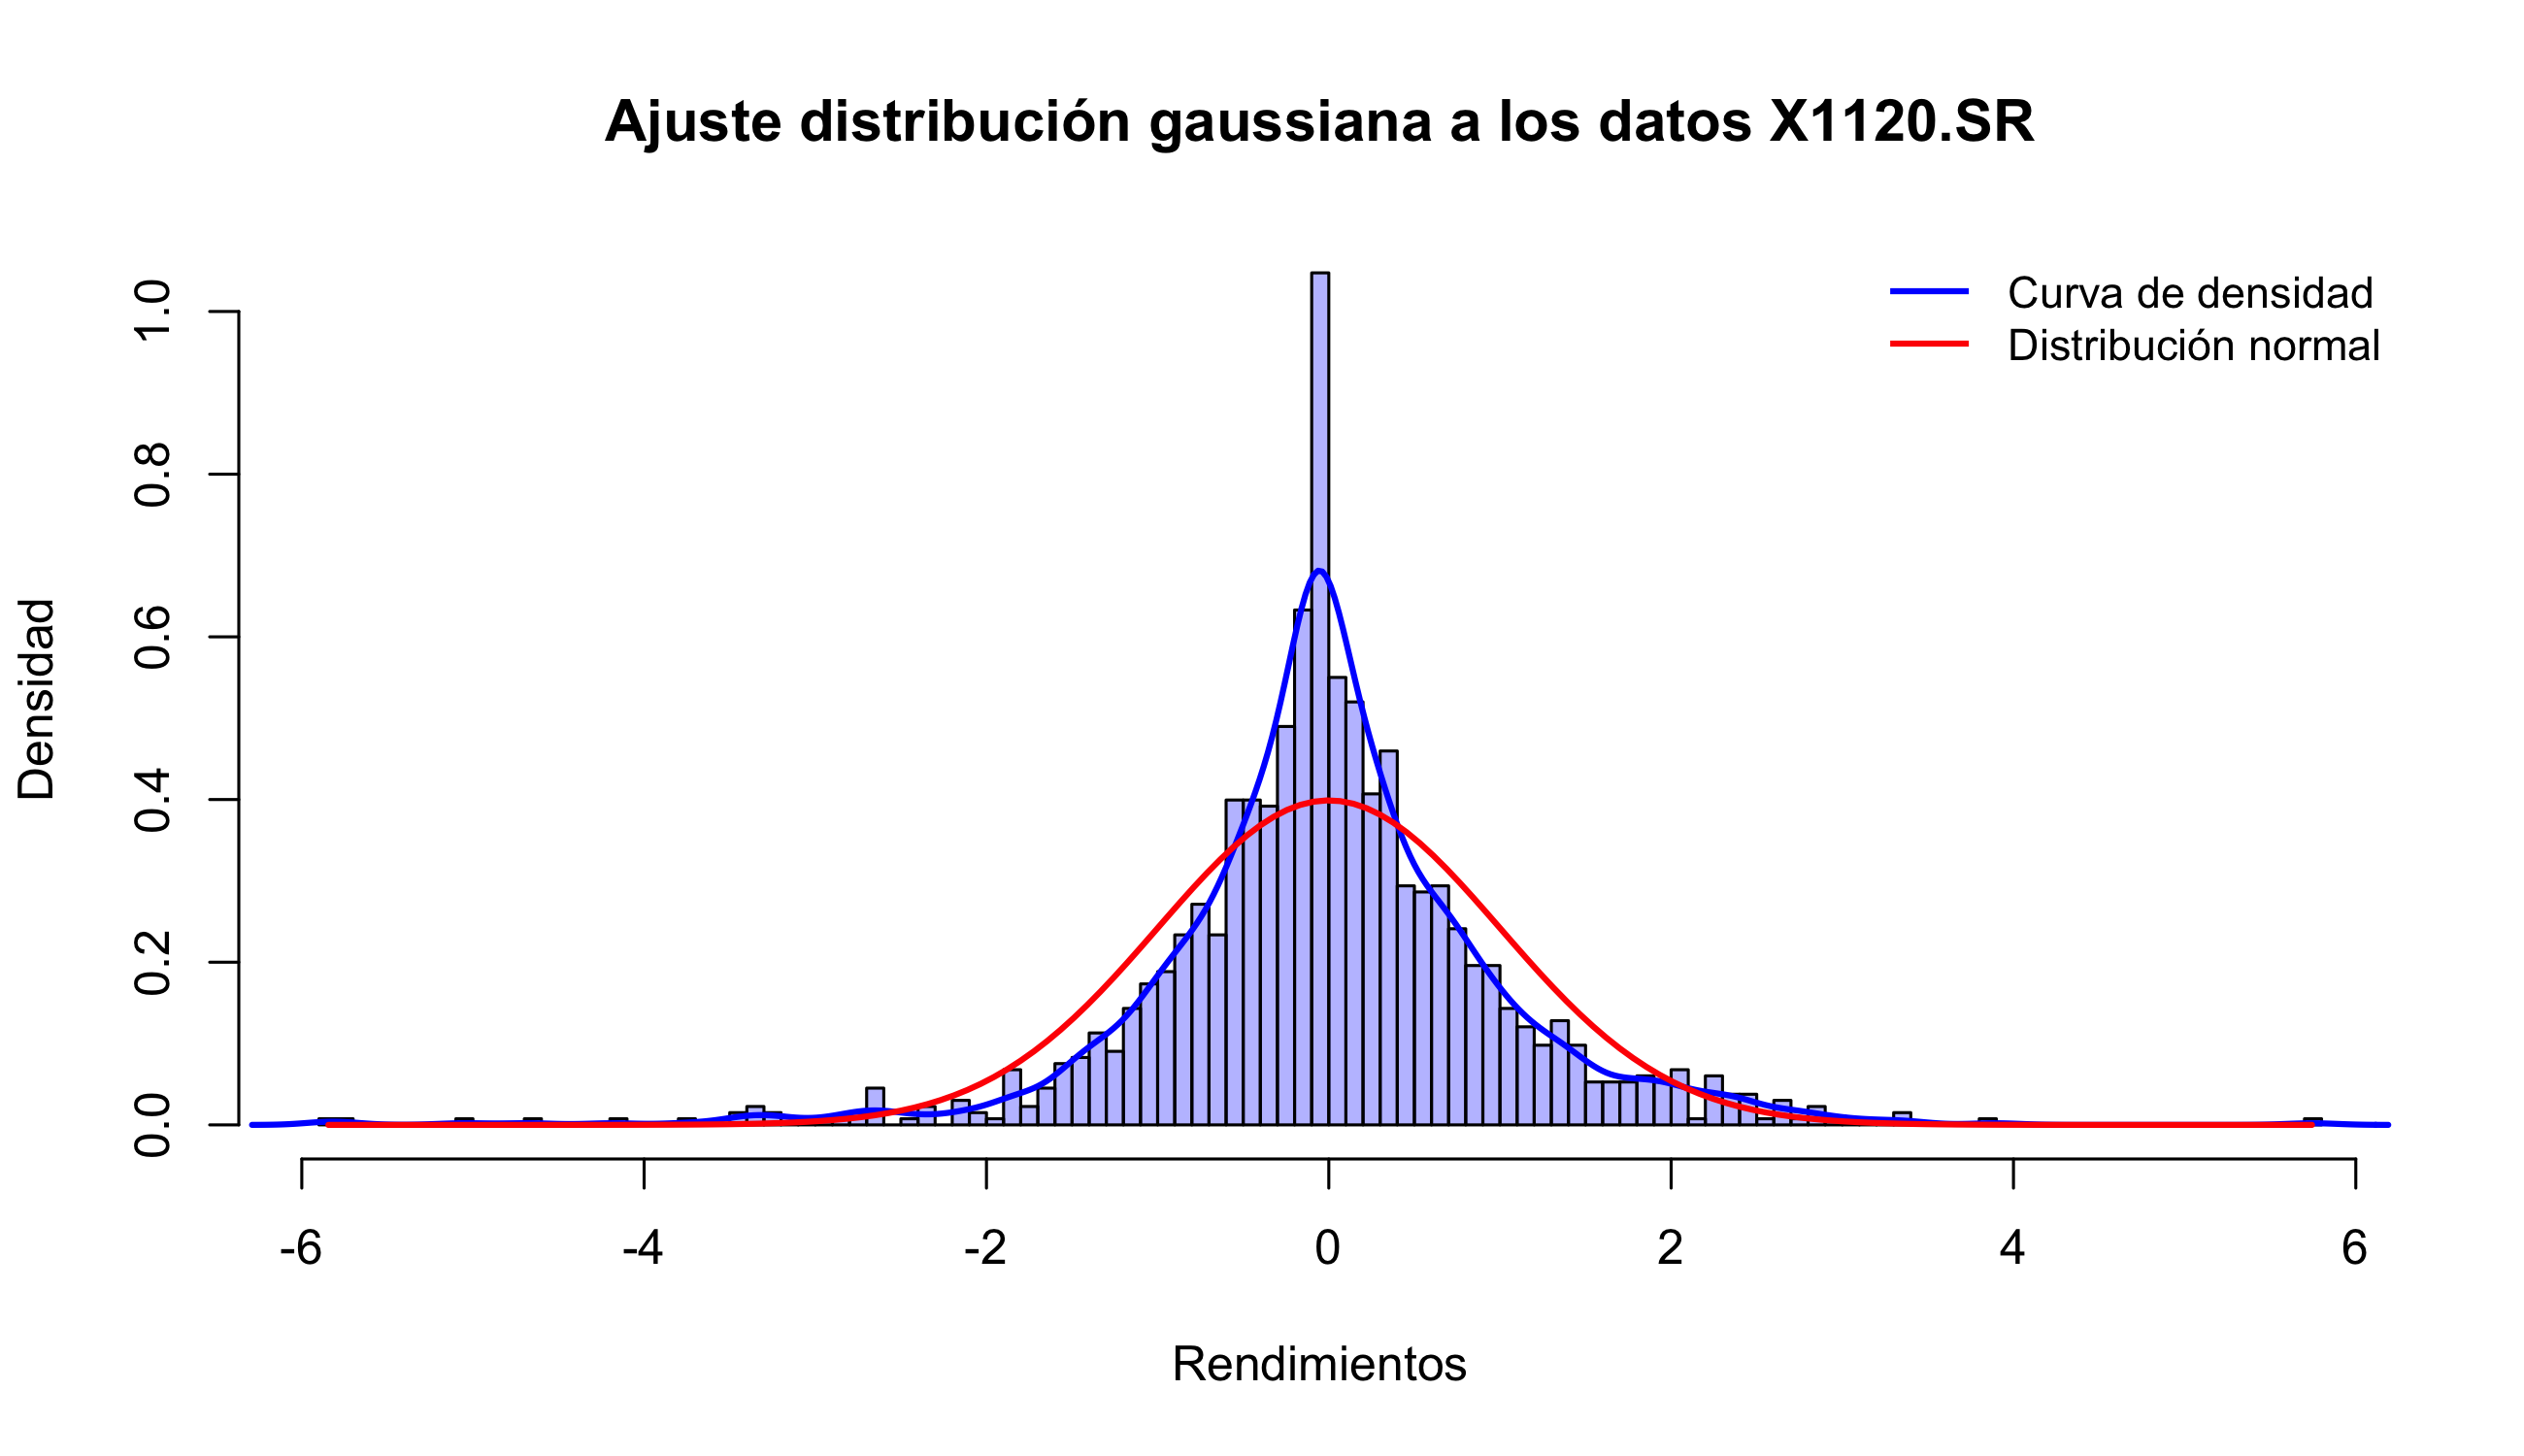 Ajuste distribución gaussiana a los datos X1120.SR
Curva de densidad
Distribución normal
Densidad
1.0
0.8
0.6
0.4
0.2
0.0
-6 -4 -2 0 2 4 6
Rendimientos